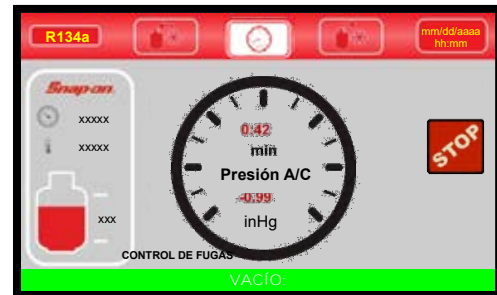 R134a
mm/dd/aaaa
hh:mm
Snap-on
xxxxx
xxxxx
xxx
0:42
min
Presión A/C
-0.99
inHg
STOP
CONTROL DE FUGAS
VACÍO: